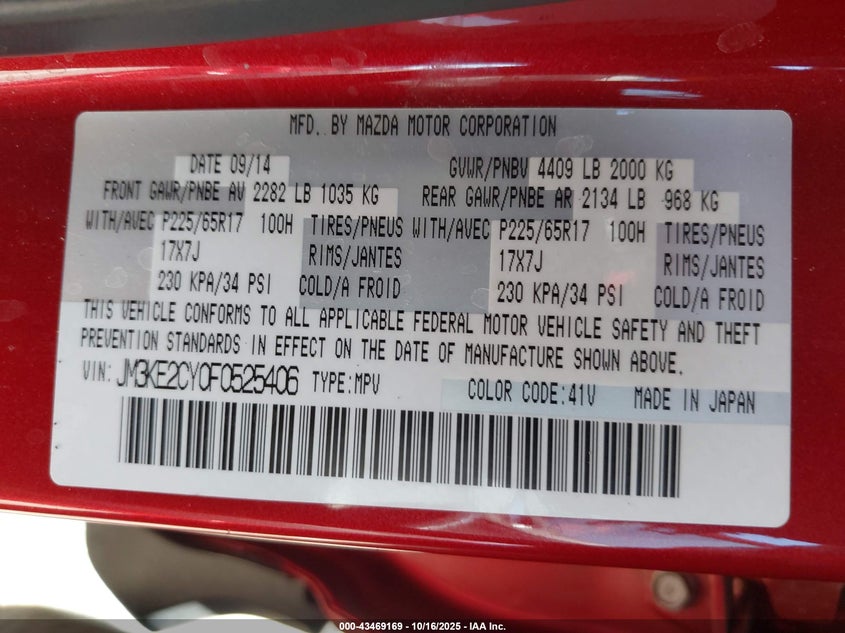 MFD. BY MAZDA MOTOR CORPORATION
DATE 09/14 GVWR/PNBV 4409 LB 2000 KG
FRONT GAWR/PNBE AV 2282 LB 1035 KG REAR GAWR/PNBE AR 2134 LB 968 KG
WITH/AVEC P225/65R17 100H TIRES/PNEUS WITH/AVEC P225/65R17 100H TIRES/PNEUS
17X7J RIMS/JANTES 17X7J RIMS/JANTES
230 KPA/34 PSI COLD/A FROID 230 KPA/34 PSI COLD/A FROID
THIS VEHICLE CONFORMS TO ALL APPLICABLE FEDERAL MOTOR VEHICLE SAFETY AND THEFT
PREVENTION STANDARDS IN EFFECT ON THE DATE OF MANUFACTURE SHOWN ABOVE.
VIN: JM3KE2CY0F0525406 TYPE:MPV COLOR CODE:41V MADE IN JAPAN
000-43469169 - 10/16/2025 - IAA Inc.